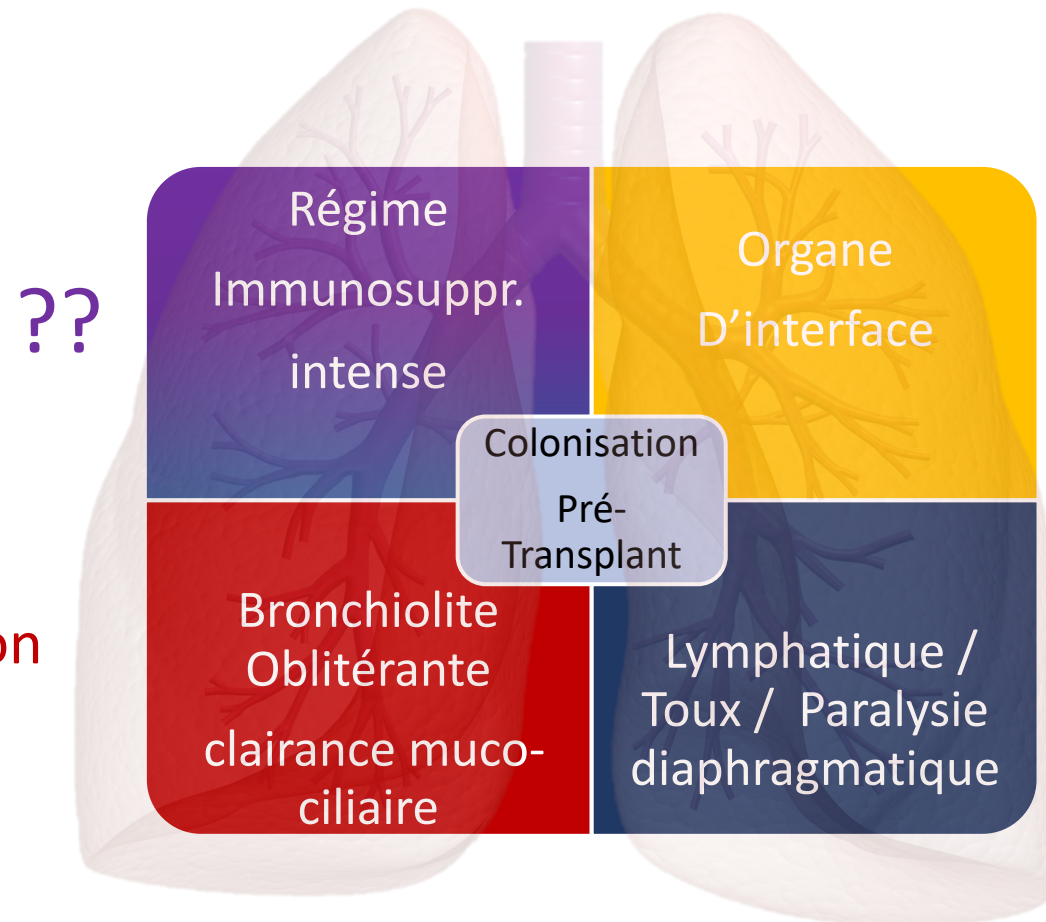 ??
Régime
Immunosuppr.
intense
Organe
D’interface
Colonisation
Pré-
Transplant
on
Bronchiolite
Oblitérante
clairance muco-
ciliaire
Lymphatique /
Toux / Paralysie
diaphragmatique